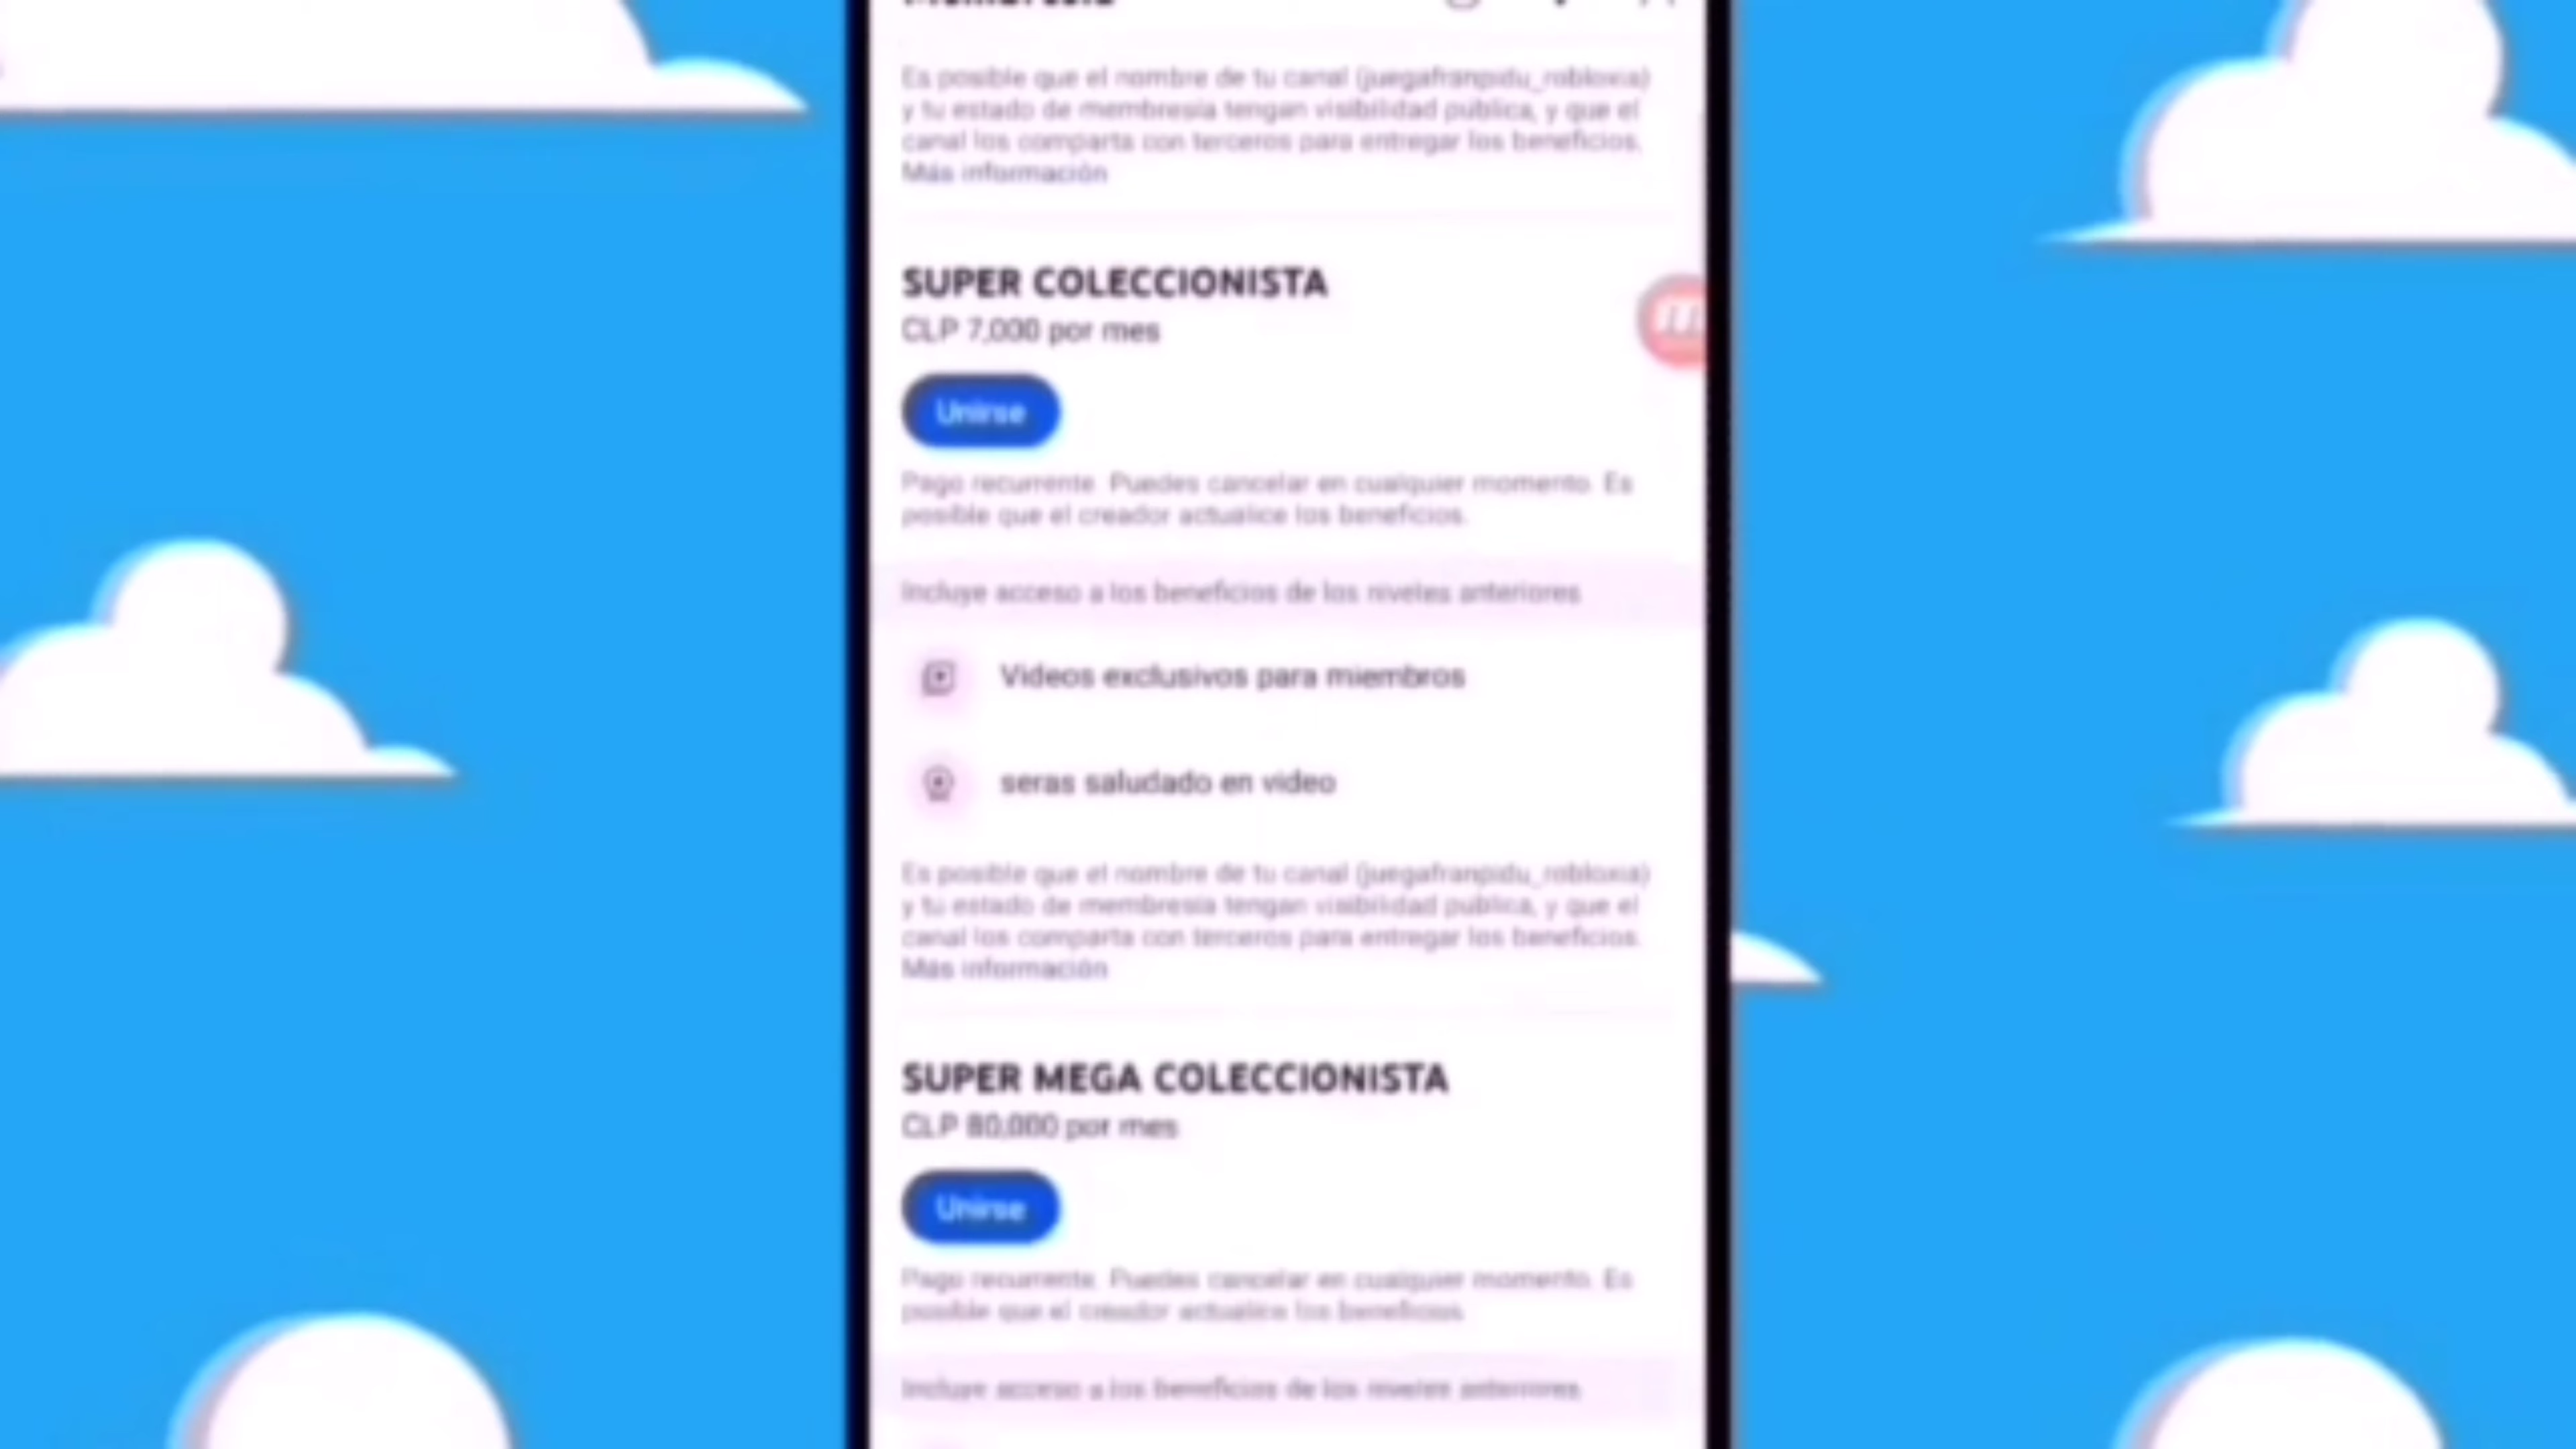 Es posible que el nombre de tu canal (juegafranpidu_robloxia)
y tu estado de membresía tengan visibilidad pública, y que el
canal los comparta con terceros para entregar los beneficios.
Más información
SUPER COLECCIONISTA
CLP 7,000 por mes
Unirse
Pago recurrente. Puedes cancelar en cualquier momento. Es
posible que el creador actualice los beneficios.
Incluye acceso a los beneficios de los niveles anteriores
Videos exclusivos para miembros
seras saludado en video
Es posible que el nombre de tu canal (juegafranpidu_robloxia)
y tu estado de membresía tengan visibilidad pública, y que el
canal los comparta con terceros para entregar los beneficios.
Más información
SUPER MEGA COLECCIONISTA
CLP 80,000 por mes
Unirse
Pago recurrente. Puedes cancelar en cualquier momento. Es
posible que el creador actualice los beneficios.
Incluye acceso a los beneficios de los niveles anteriores